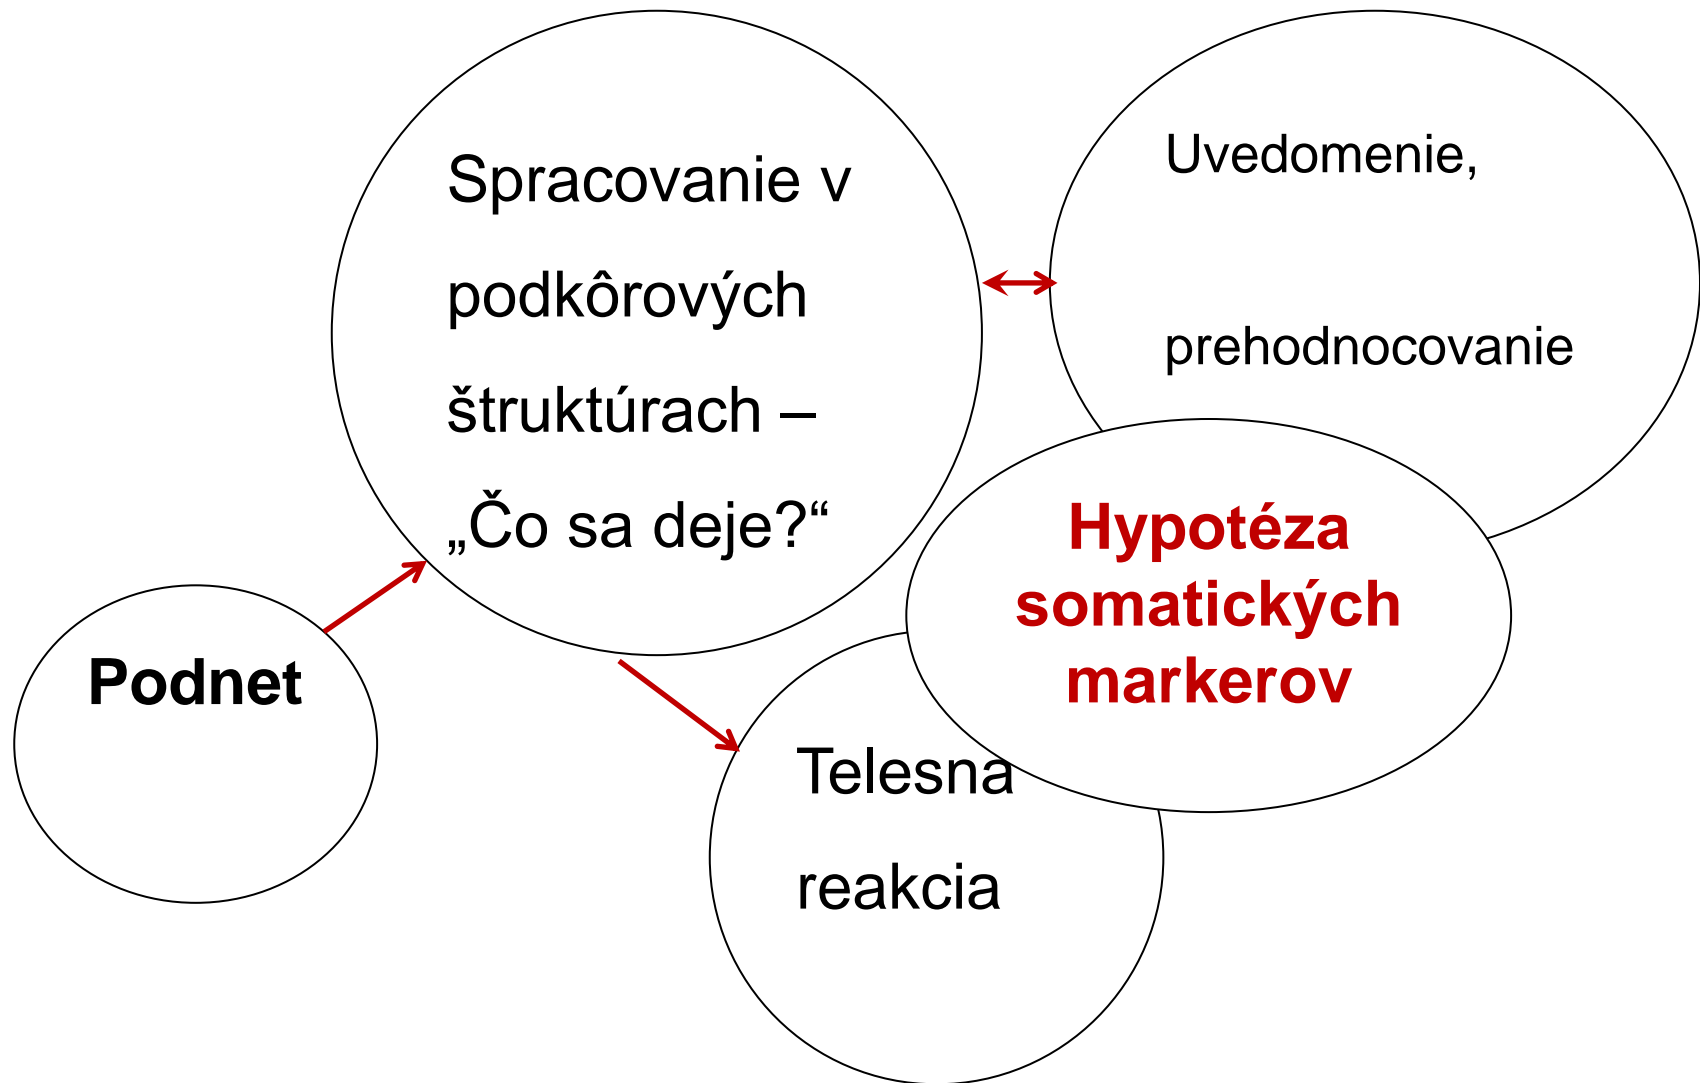 Spracovanie v
podkôrových
štruktúrach –
„Čo sa deje?“
Uvedomenie,
prehodnocovanie
Hypotéza
somatických
markerov
Podnet
Telesna
reakcia